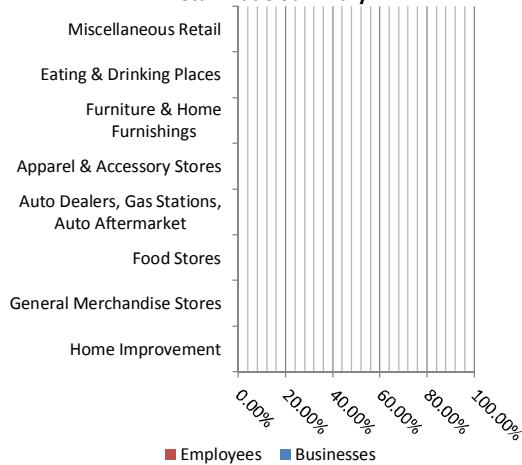 Miscellaneous Retail
Eating & Drinking Places
Furniture & Home
Furnishings
Apparel & Accessory Stores
Auto Dealers, Gas Stations,
Auto Aftermarket
Food Stores
General Merchandise Stores
Home Improvement
0.00%
20.00%
40.00%
60.00%
80.00%
100.00%
Employees
Businesses